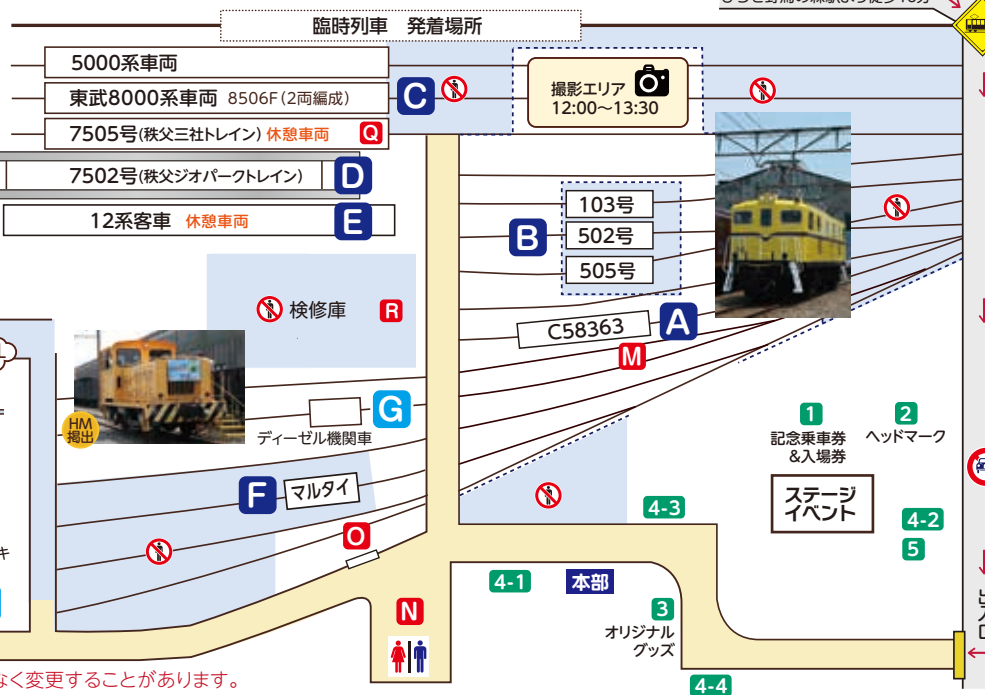 臨時列車 発着場所
5000系車両
東武8000系車両 8506F(2両編成)
C
撮影エリア
12:00〜13:30
7505号(秩父三社トレイン) 休憩車両 Q
7502号(秩父ジオパークトレイン) D
12系客車 休憩車両 E
B
103号
502号
505号
検修庫 R
C58363 A
M
HM
掲出
G
ディーゼル機関車
F マルタイ
O
1
記念乗車券
&入場券
2
ヘッドマーク
ステージ
イベント
4-3
4-2
5
4-1 本部
N
3
オリジナル
グッズ
4-4
出入口
なく変更することがあります。